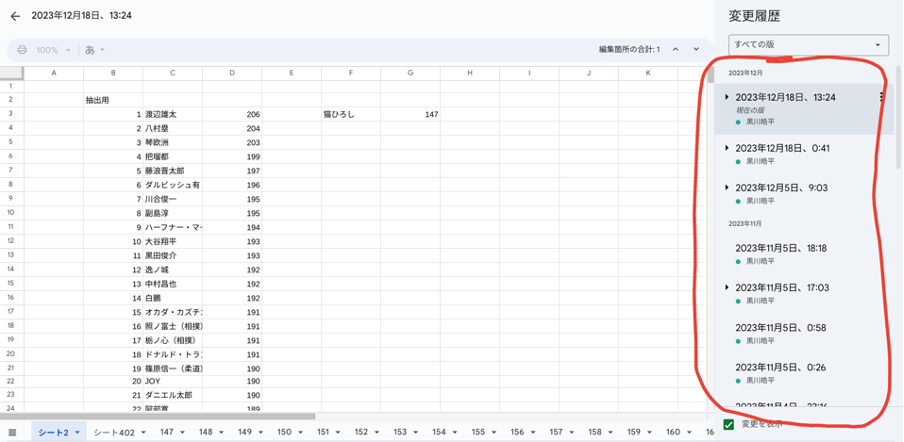 2023年12月18日、13:24
100%
あ
編集箇所の合計: 1
A B C D E F G H I J K
1
2 抽出用
3 1 渡辺雄太 206 猫ひろし 147
4 2 八村塁 204
5 3 琴欧洲 203
6 4 把瑠都 199
7 5 藤浪晋太郎 197
8 6 ダルビッシュ有 196
9 7 川合俊一 195
10 8 副島淳 195
11 9 ハーフナー・マイ 194
12 10 大谷翔平 193
13 11 黒田俊介 193
14 12 逸ノ城 192
15 13 中村昌也 192
16 14 白鵬 192
17 15 オカダ・カズチカ 191
18 16 照ノ富士（相撲） 191
19 17 栃ノ心（相撲） 191
20 18 ドナルド・トラン 191
21 19 篠原信一（柔道） 190
22 20 JOY 190
23 21 ダニエル太郎 190
24 22 阿部寛 189
シート2 シート402 147 148 149 150 151 152 153 154 155 156 157 158 159 160 16
変更履歴
すべての版
2023年12月
2023年12月18日、13:24
現在の版
黒川皓平
2023年12月18日、0:41
黒川皓平
2023年12月5日、9:03
黒川皓平
2023年11月
2023年11月5日、18:18
黒川皓平
2023年11月5日、17:03
黒川皓平
2023年11月5日、0:58
黒川皓平
2023年11月5日、0:26
黒川皓平
2023年11月4日、23:16
変更を表示